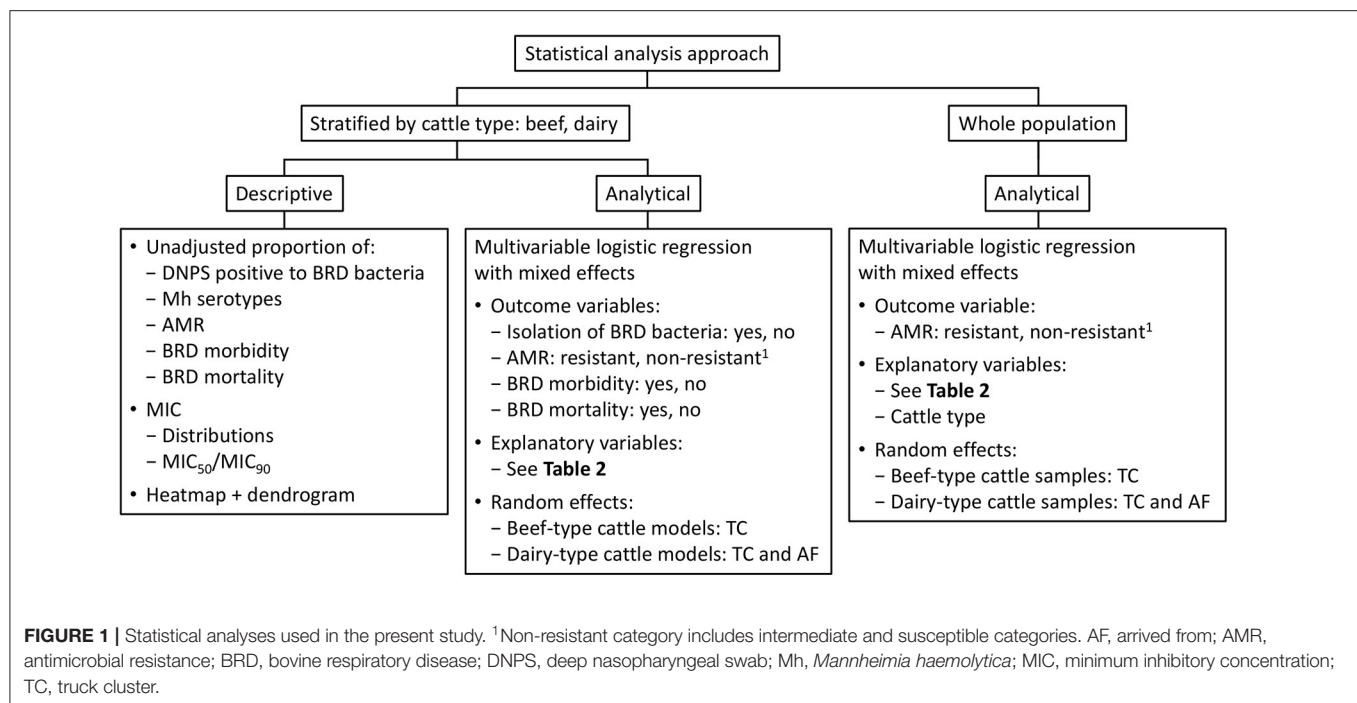 Statistical analysis approach
Stratified by cattle type: beef, dairy
Whole population
Descriptive
Analytical
Analytical
• Unadjusted proportion of:
− DNPS positive to BRD bacteria
− Mh serotypes
− AMR
− BRD morbidity
− BRD mortality
• MIC
− Distributions
− MIC50/MIC90
• Heatmap + dendrogram
Multivariable logistic regression
with mixed effects
• Outcome variables:
− Isolation of BRD bacteria: yes, no
− AMR: resistant, non-resistant1
− BRD morbidity: yes, no
− BRD mortality: yes, no
• Explanatory variables:
− See Table 2
• Random effects:
− Beef-type cattle models: TC
− Dairy-type cattle models: TC and AF
Multivariable logistic regression
with mixed effects
• Outcome variable:
− AMR: resistant, non-resistant1
• Explanatory variables:
− See Table 2
− Cattle type
• Random effects:
− Beef-type cattle samples: TC
− Dairy-type cattle samples: TC and AF
FIGURE 1 | Statistical analyses used in the present study. 1Non-resistant category includes intermediate and susceptible categories. AF, arrived from; AMR,
antimicrobial resistance; BRD, bovine respiratory disease; DNPS, deep nasopharyngeal swab; Mh, Mannheimia haemolytica; MIC, minimum inhibitory concentration;
TC, truck cluster.